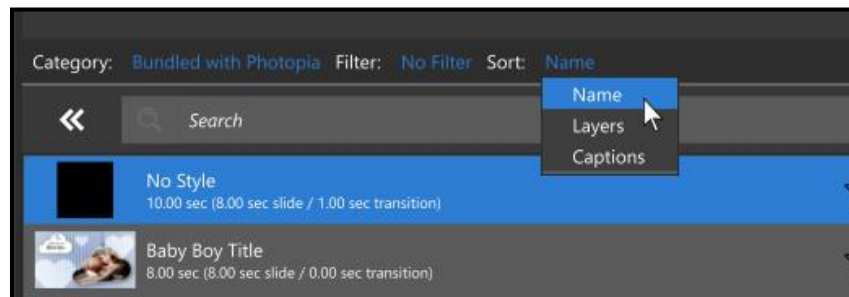 Category: Bundled with Photopia Filter: No Filter Sort: Name
Name
Layers
Captions
Search
No Style
10.00 sec (8.00 sec slide / 1.00 sec transition)
Baby Boy Title
8.00 sec (8.00 sec slide / 0.00 sec transition)